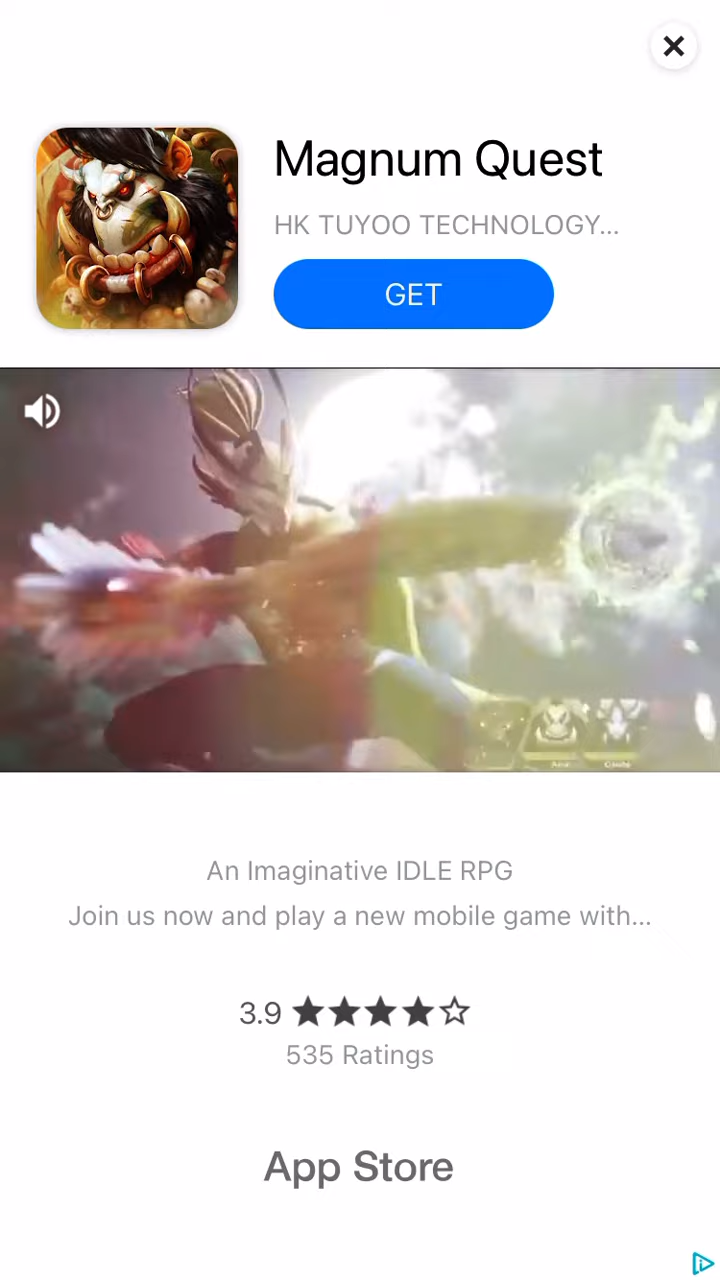 Magnum Quest
HK TUYOO TECHNOLOGY...
GET
An Imaginative IDLE RPG
Join us now and play a new mobile game with...
3.9
535 Ratings
App Store